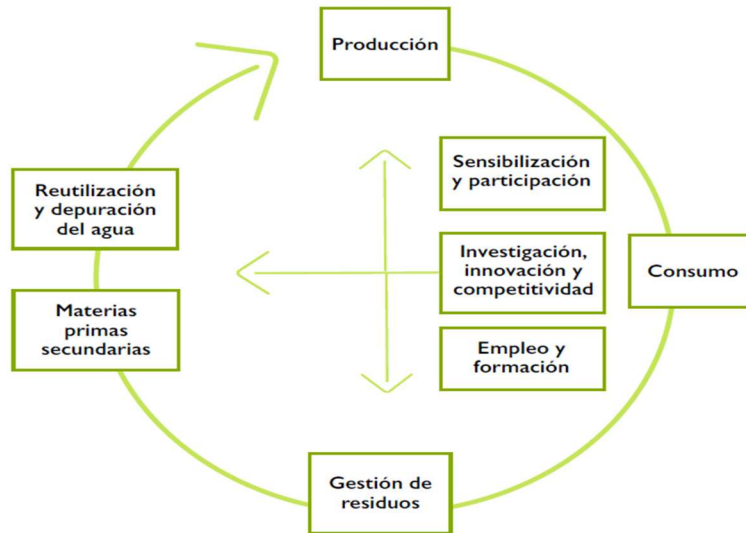 Producción
Sensibilización
y participación
Reutilización
y depuración
del agua
Investigación,
innovación y
competitividad
Consumo
Materias
primas
secundarias
Empleo y
formación
Gestión de
residuos